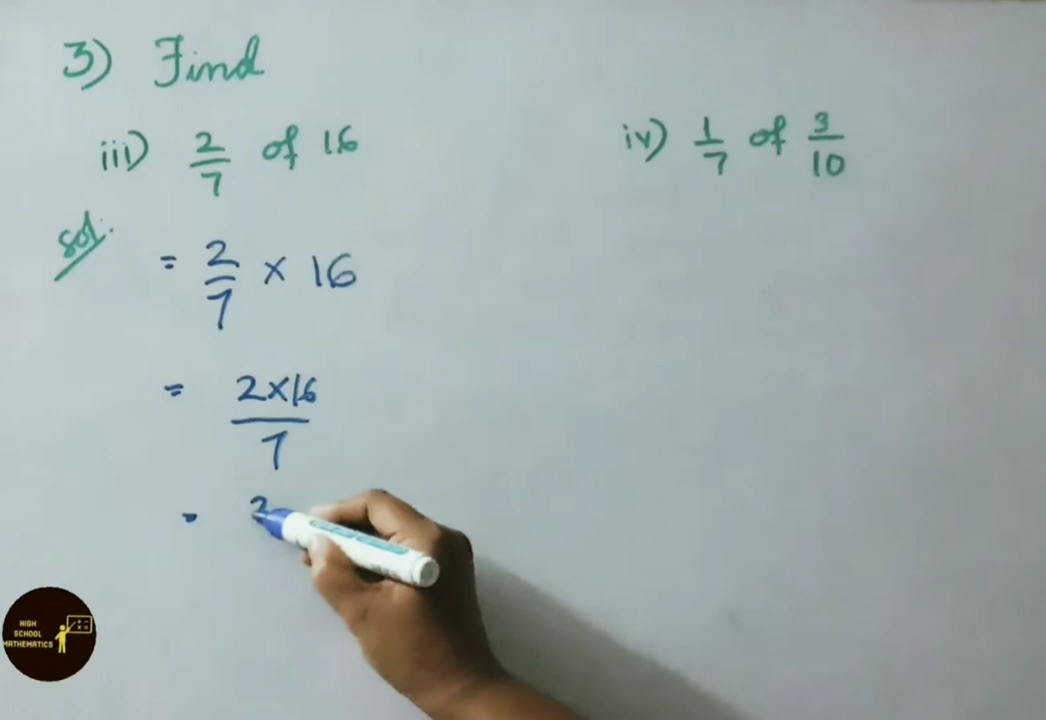 3) Find
iii) 2/7 of 16
iv) 1/7 of 3/10
Sol:
= 2/7 × 16
= 2×16/7
=
HIGH
SCHOOL
MATHEMATICS